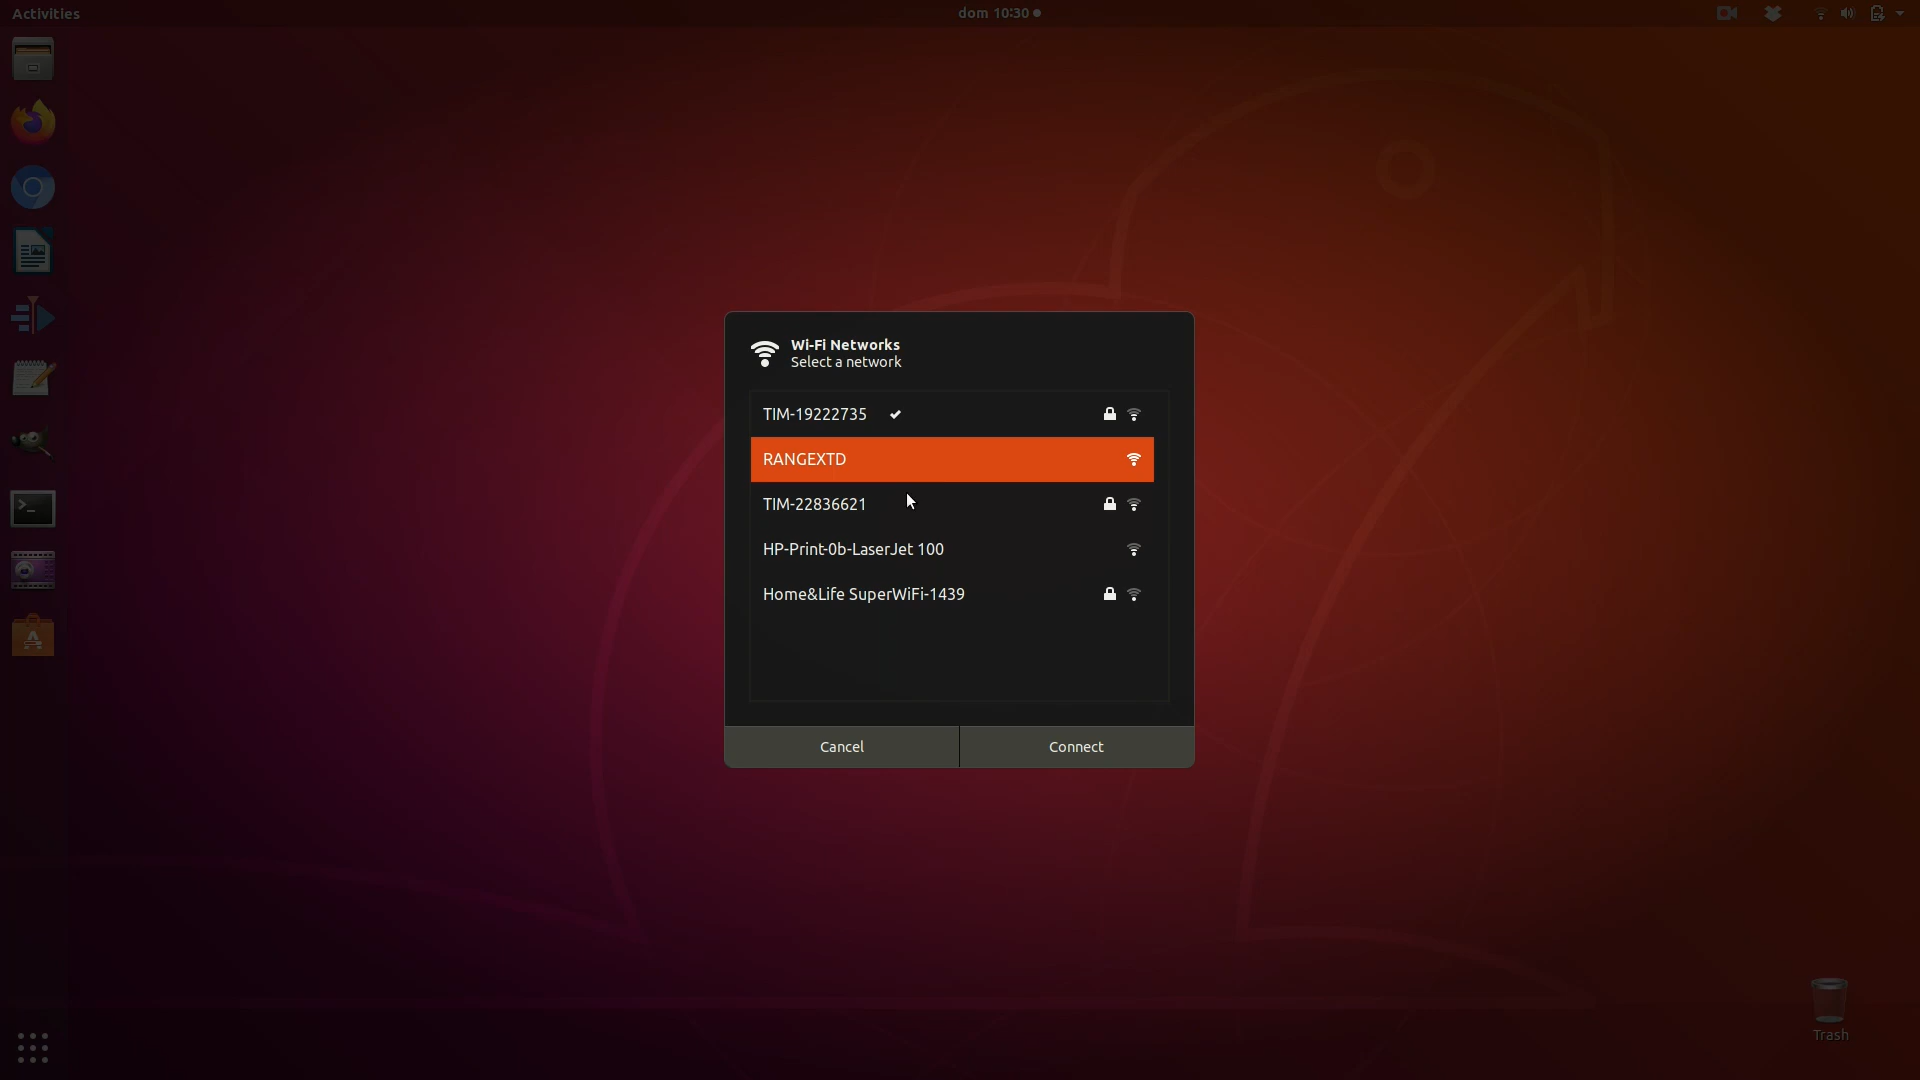 Activities
dom 10:30
Wi-Fi Networks
Select a network
TIM-19222735
RANGEXTD
TIM-22836621
HP-Print-0b-LaserJet 100
Home&Life SuperWiFi-1439
Cancel
Connect
Trash